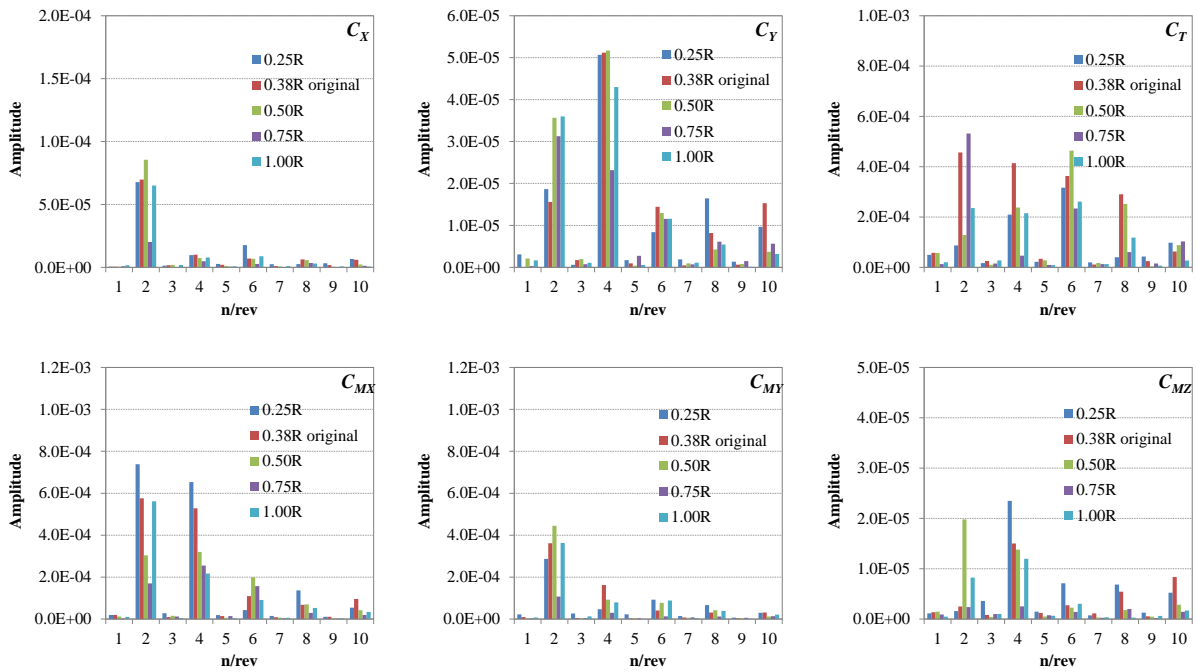 C_X
2.0E-04
1.5E-04
1.0E-04
5.0E-05
0.0E+00
Amplitude
0.25R
0.38R original
0.50R
0.75R
1.00R
1 2 3 4 5 6 7 8 9 10
n/rev
C_Y
6.0E-05
5.0E-05
4.0E-05
3.0E-05
2.0E-05
1.0E-05
0.0E+00
Amplitude
0.25R
0.38R original
0.50R
0.75R
1.00R
1 2 3 4 5 6 7 8 9 10
n/rev
C_T
1.0E-03
8.0E-04
6.0E-04
4.0E-04
2.0E-04
0.0E+00
Amplitude
0.25R
0.38R original
0.50R
0.75R
1.00R
1 2 3 4 5 6 7 8 9 10
n/rev
C_MX
1.2E-03
1.0E-03
8.0E-04
6.0E-04
4.0E-04
2.0E-04
0.0E+00
Amplitude
0.25R
0.38R original
0.50R
0.75R
1.00R
1 2 3 4 5 6 7 8 9 10
n/rev
C_MY
1.2E-03
1.0E-03
8.0E-04
6.0E-04
4.0E-04
2.0E-04
0.0E+00
Amplitude
0.25R
0.38R original
0.50R
0.75R
1.00R
1 2 3 4 5 6 7 8 9 10
n/rev
C_MZ
5.0E-05
4.0E-05
3.0E-05
2.0E-05
1.0E-05
0.0E+00
Amplitude
0.25R
0.38R original
0.50R
0.75R
1.00R
1 2 3 4 5 6 7 8 9 10
n/rev